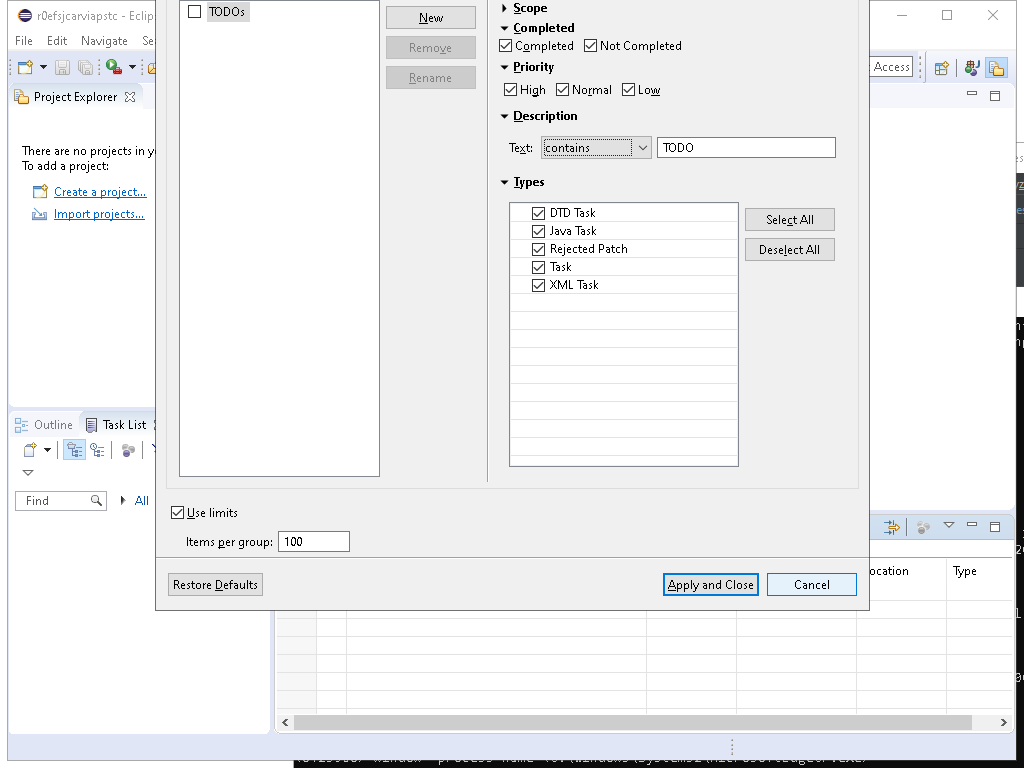 r0efsjcarviapstc - Eclip
File Edit Navigate Se
Access
Project Explorer
There are no projects in y
To add a project:
Create a project...
Import projects...
Outline Task List
Find
All
TODOs
New
Remove
Rename
Scope
Completed
Completed Not Completed
Priority
High Normal Low
Description
Text: contains TODO
Types
DTD Task
Java Task
Rejected Patch
Task
XML Task
Select All
Deselect All
Use limits
Items per group: 100
Restore Defaults
Apply and Close
Cancel
ocation Type